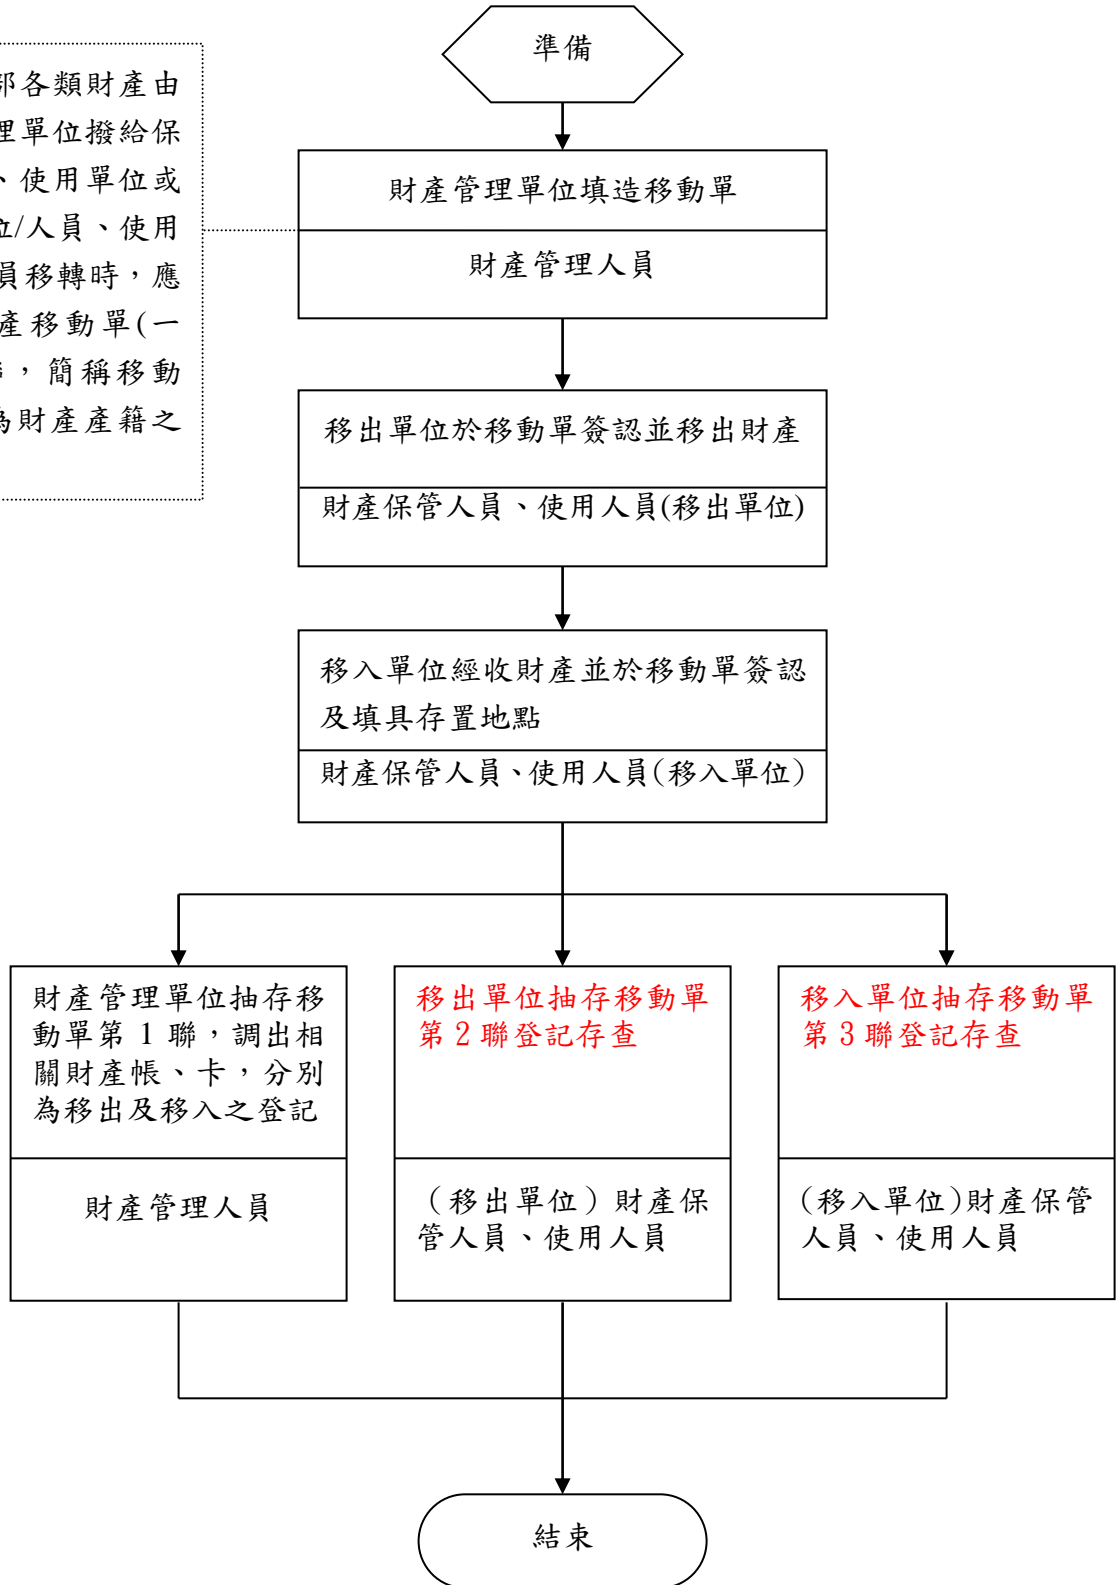 準備
部各類財產由
理單位撥給保
、使用單位或
位/人員、使用
員移轉時，應
產移動單(一
，簡稱移動
為財產產籍之
財產管理單位填造移動單
財產管理人員
移出單位於移動單簽認並移出財產
財產保管人員、使用人員(移出單位)
移入單位經收財產並於移動單簽認
及填具存置地點
財產保管人員、使用人員(移入單位)
財產管理單位抽存移
動單第 1 聯，調出相
關財產帳、卡，分別
為移出及移入之登記
財產管理人員
移出單位抽存移動單
第 2 聯登記存查
（移出單位）財產保
管人員、使用人員
移入單位抽存移動單
第 3 聯登記存查
(移入單位)財產保管
人員、使用人員
結束